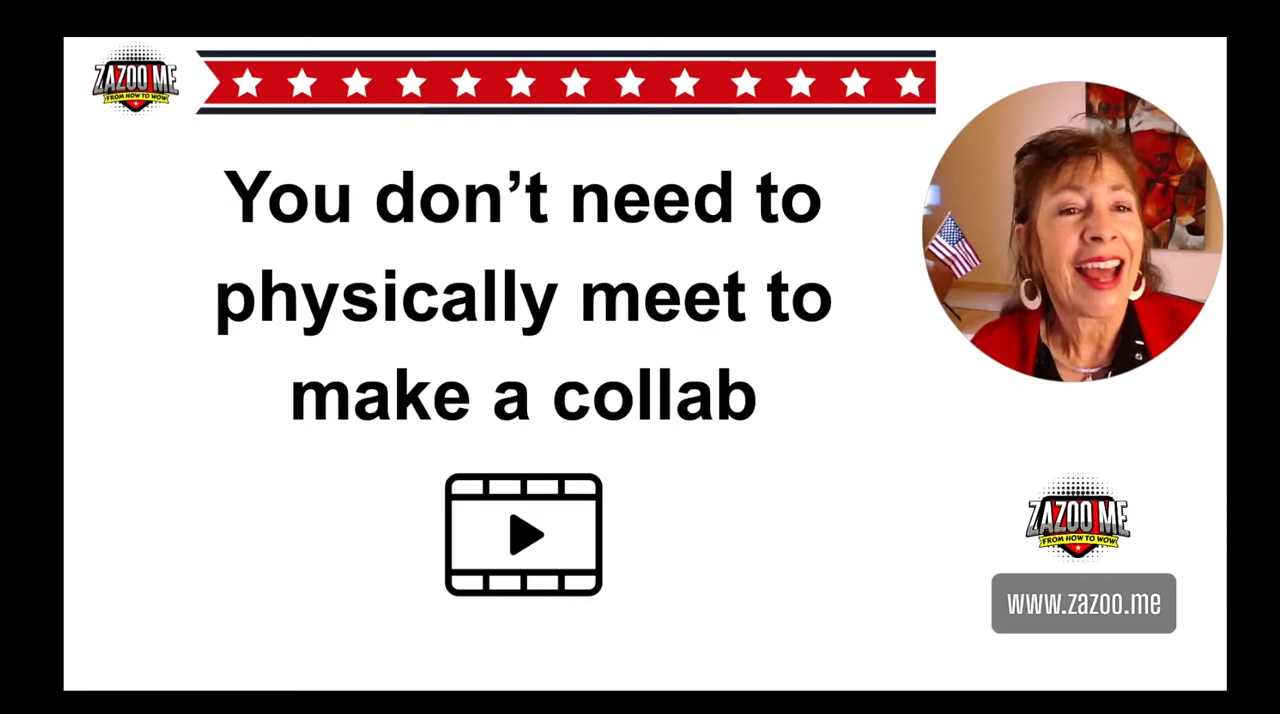 ZAZOO ME
FROM HOW TO WOW
You don’t need to
physically meet to
make a collab
ZAZOO ME
FROM HOW TO WOW
www.zazoo.me